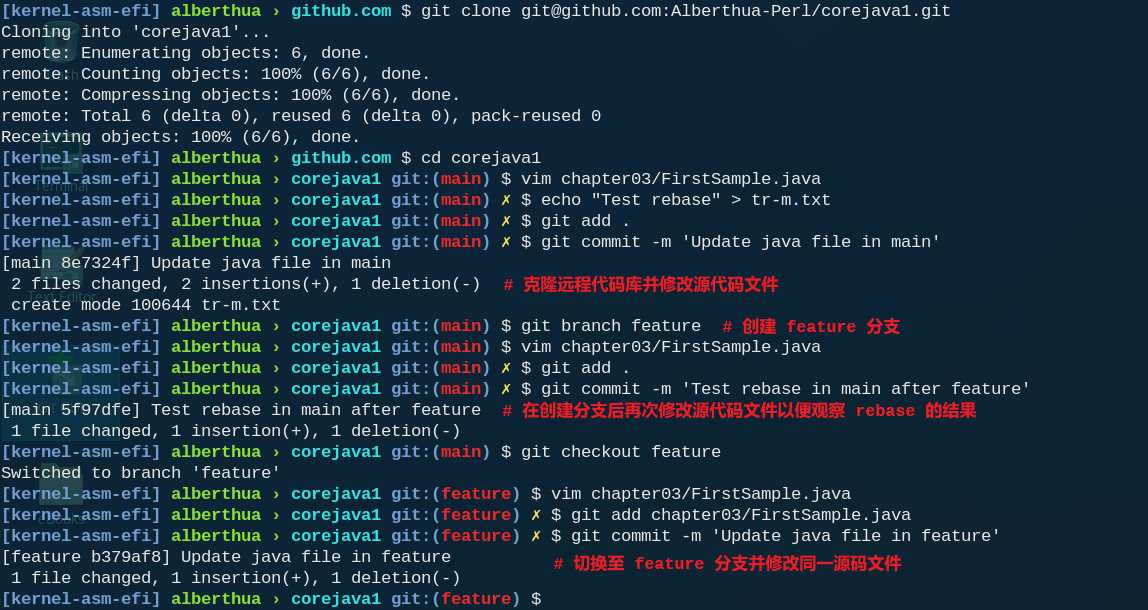 [kernel-asm-efi] alberthua › github.com $ git clone git@github.com:Alberthua-Perl/corejava1.git
Cloning into 'corejava1'...
remote: Enumerating objects: 6, done.
remote: Counting objects: 100% (6/6), done.
remote: Compressing objects: 100% (6/6), done.
remote: Total 6 (delta 0), reused 6 (delta 0), pack-reused 0
Receiving objects: 100% (6/6), done.
[kernel-asm-efi] alberthua › github.com $ cd corejava1
[kernel-asm-efi] alberthua › corejava1 git:(main) $ vim chapter03/FirstSample.java
[kernel-asm-efi] alberthua › corejava1 git:(main) ✗ $ echo "Test rebase" > tr-m.txt
[kernel-asm-efi] alberthua › corejava1 git:(main) ✗ $ git add .
[kernel-asm-efi] alberthua › corejava1 git:(main) ✗ $ git commit -m 'Update java file in main'
[main 8e7324f] Update java file in main
2 files changed, 2 insertions(+), 1 deletion(-) # 克隆远程代码库并修改源代码文件
create mode 100644 tr-m.txt
[kernel-asm-efi] alberthua › corejava1 git:(main) $ git branch feature # 创建 feature 分支
[kernel-asm-efi] alberthua › corejava1 git:(main) $ vim chapter03/FirstSample.java
[kernel-asm-efi] alberthua › corejava1 git:(main) ✗ $ git add .
[kernel-asm-efi] alberthua › corejava1 git:(main) ✗ $ git commit -m 'Test rebase in main after feature'
[main 5f97dfe] Test rebase in main after feature # 在创建分支后再次修改源代码文件以便观察 rebase 的结果
1 file changed, 1 insertion(+), 1 deletion(-)
[kernel-asm-efi] alberthua › corejava1 git:(main) $ git checkout feature
Switched to branch 'feature'
[kernel-asm-efi] alberthua › corejava1 git:(feature) $ vim chapter03/FirstSample.java
[kernel-asm-efi] alberthua › corejava1 git:(feature) ✗ $ git add chapter03/FirstSample.java
[kernel-asm-efi] alberthua › corejava1 git:(feature) ✗ $ git commit -m 'Update java file in feature'
[feature b379af8] Update java file in feature # 切换至 feature 分支并修改同一源码文件
1 file changed, 1 insertion(+), 1 deletion(-)
[kernel-asm-efi] alberthua › corejava1 git:(feature) $